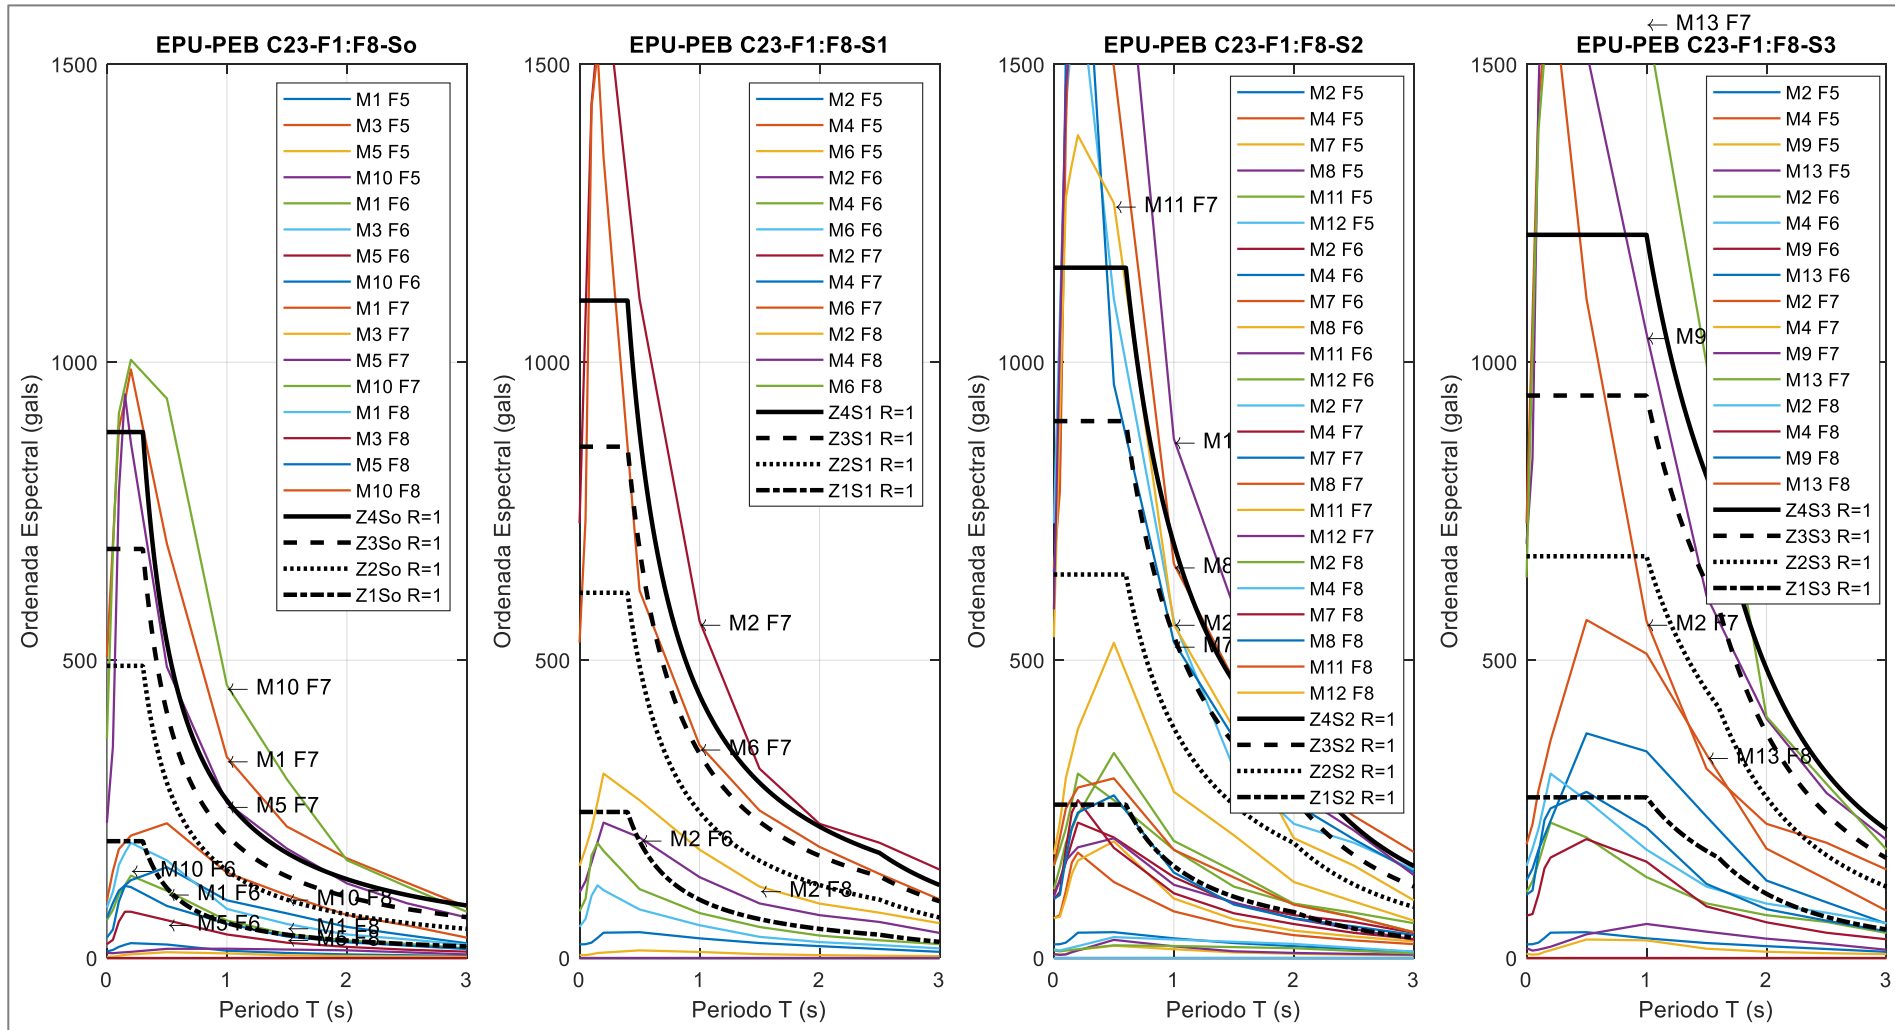 ← M13 F7
EPU-PEB C23-F1:F8-So
EPU-PEB C23-F1:F8-S1
EPU-PEB C23-F1:F8-S2
EPU-PEB C23-F1:F8-S3
Ordenada Espectral (gals)
1500
1000
500
0
0
1
2
3
Periodo T (s)
M1 F5
M3 F5
M5 F5
M10 F5
M1 F6
M3 F6
M5 F6
M10 F6
M1 F7
M3 F7
M5 F7
M10 F7
M1 F8
M3 F8
M5 F8
M10 F8
Z4So R=1
Z3So R=1
Z2So R=1
Z1So R=1
← M10 F7
← M1 F7
← M5 F7
← M10 F6
← M1 F6
← M10 F8
← M5 F6
← M1 F8
← M5 F8
Ordenada Espectral (gals)
1500
1000
500
0
0
1
2
3
Periodo T (s)
M2 F5
M4 F5
M6 F5
M2 F6
M4 F6
M6 F6
M2 F7
M4 F7
M6 F7
M2 F8
M4 F8
M6 F8
Z4S1 R=1
Z3S1 R=1
Z2S1 R=1
Z1S1 R=1
← M2 F7
← M6 F7
← M2 F6
← M2 F8
Ordenada Espectral (gals)
1500
1000
500
0
0
1
2
3
Periodo T (s)
M2 F5
M4 F5
M7 F5
M8 F5
M11 F5
M12 F5
M2 F6
M4 F6
M7 F6
M8 F6
M11 F6
M12 F6
M2 F7
M4 F7
M7 F7
M8 F7
M11 F7
M12 F7
M2 F8
M4 F8
M7 F8
M8 F8
M11 F8
M12 F8
Z4S2 R=1
Z3S2 R=1
Z2S2 R=1
Z1S2 R=1
← M11 F7
← M1
← M8
← M2
← M7
Ordenada Espectral (gals)
1500
1000
500
0
0
1
2
3
Periodo T (s)
M2 F5
M4 F5
M9 F5
M13 F5
M2 F6
M4 F6
M9 F6
M13 F6
M2 F7
M4 F7
M9 F7
M13 F7
M2 F8
M4 F8
M9 F8
M13 F8
Z4S3 R=1
Z3S3 R=1
Z2S3 R=1
Z1S3 R=1
← M9
← M2 F7
← M13 F8